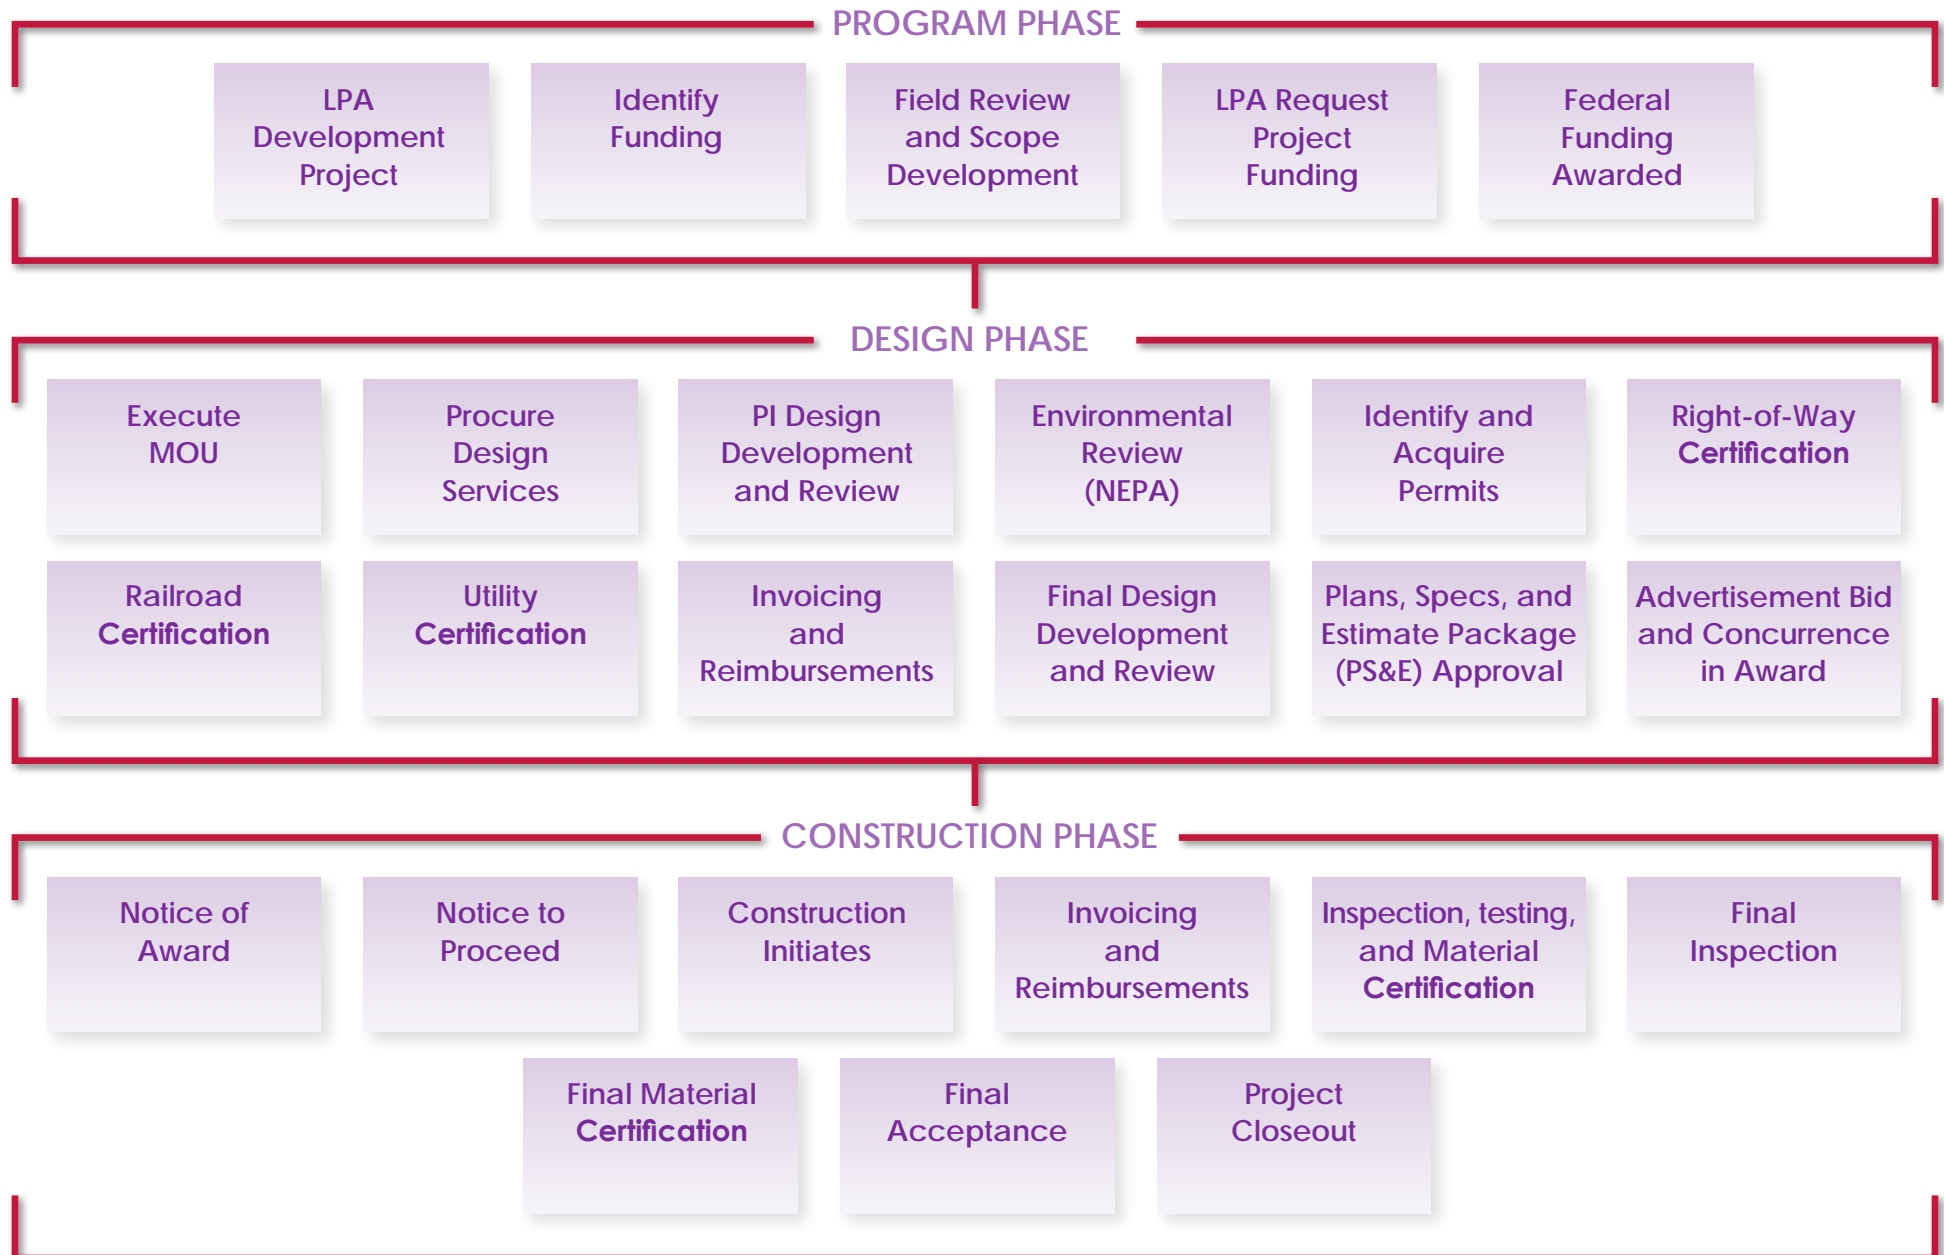 PROGRAM PHASE
LPA
Development
Project
Identify
Funding
Field Review
and Scope
Development
LPA Request
Project
Funding
Federal
Funding
Awarded
DESIGN PHASE
Execute
MOU
Procure
Design
Services
PI Design
Development
and Review
Environmental
Review
(NEPA)
Identify and
Acquire
Permits
Right-of-Way
Certification
Railroad
Certification
Utility
Certification
Invoicing
and
Reimbursements
Final Design
Development
and Review
Plans, Specs, and
Estimate Package
(PS&E) Approval
Advertisement Bid
and Concurrence
in Award
CONSTRUCTION PHASE
Notice of
Award
Notice to
Proceed
Construction
Initiates
Invoicing
and
Reimbursements
Inspection, testing,
and Material
Certification
Final
Inspection
Final Material
Certification
Final
Acceptance
Project
Closeout